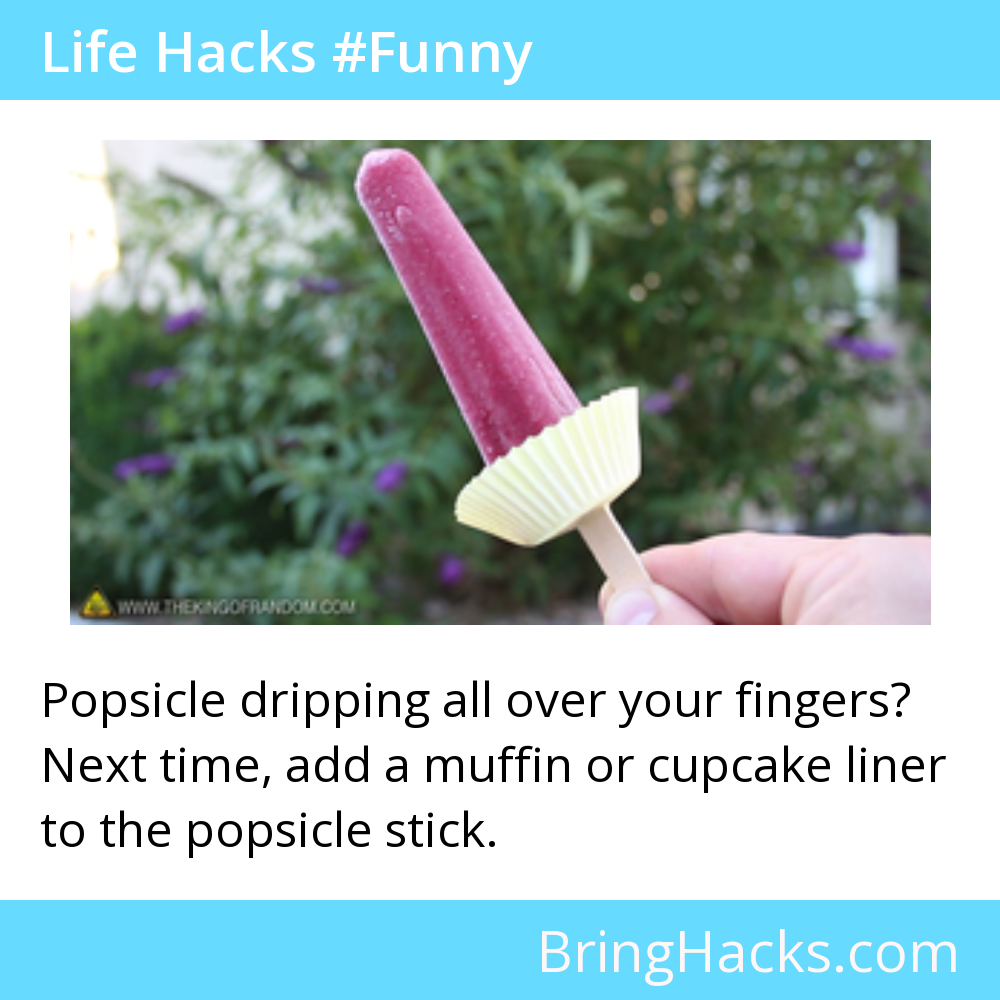 Life Hacks #Funny
WWW.THEKINGOFRANDOM.COM
Popsicle dripping all over your fingers?
Next time, add a muffin or cupcake liner
to the popsicle stick.
BringHacks.com